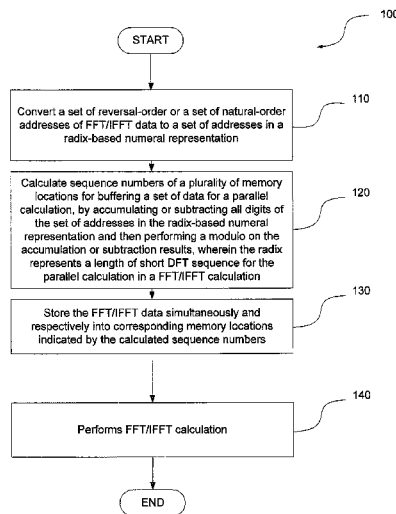 100
START
Convert a set of reversal-order or a set of natural-order
addresses of FFT/IFFT data to a set of addresses in a
radix-based numeral representation
110
Calculate sequence numbers of a plurality of memory
locations for buffering a set of data for a parallel
calculation, by accumulating or subtracting all digits of
the set of addresses in the radix-based numeral
representation and then performing a modulo on the
accumulation or subtraction results, wherein the radix
represents a length of short DFT sequence for the
parallel calculation in a FFT/IFFT calculation
120
Store the FFT/IFFT data simultaneously and
respectively into corresponding memory locations
indicated by the calculated sequence numbers
130
Performs FFT/IFFT calculation
140
END